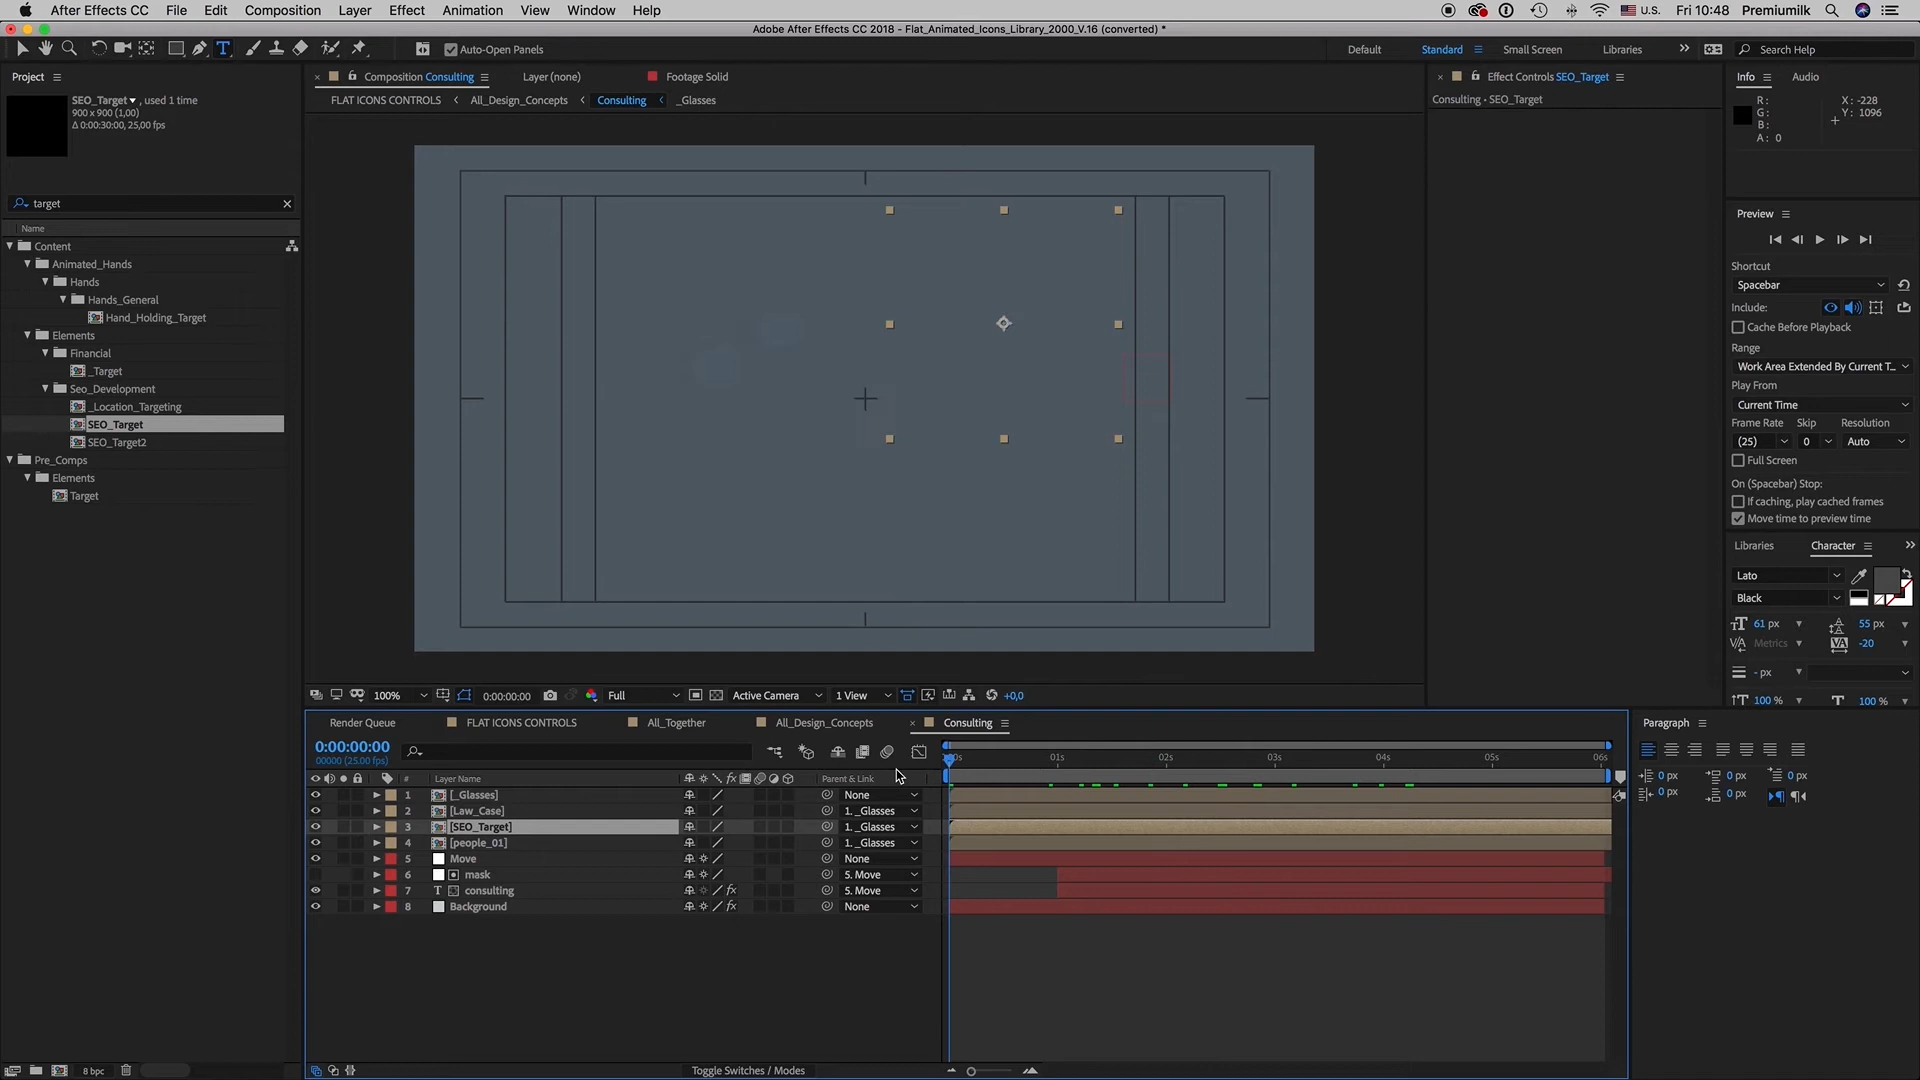 After Effects CC File Edit Composition Layer Effect Animation View Window Help U.S. Fri 10:48 Premiumilk
Adobe After Effects CC 2018 - Flat_Animated_Icons_Library_2000_V.16 (converted) *
T Auto-Open Panels Default Standard Small Screen Libraries Search Help
Project
SEO_Target, used 1 time
900 x 900 (1,00)
Δ 0:00:30:00, 25,00 fps
target
Name
Content
Animated_Hands
Hands
Hands_General
Hand_Holding_Target
Elements
Financial
_Target
Seo_Development
_Location_Targeting
SEO_Target
SEO_Target2
Pre_Comps
Elements
Target
8 bpc
Composition Consulting Layer (none) Footage Solid
FLAT ICONS CONTROLS All_Design_Concepts Consulting _Glasses
100% 0:00:00:00 Full Active Camera 1 View +0,0
Effect Controls SEO_Target
Consulting • SEO_Target
Info Audio
R: X: -228
G: Y: 1096
B:
A: 0
Preview
Shortcut
Spacebar
Include:
Cache Before Playback
Range
Work Area Extended By Current T...
Play From
Current Time
Frame Rate Skip Resolution
(25) 0 Auto
Full Screen
On (Spacebar) Stop:
If caching, play cached frames
Move time to preview time
Libraries Character
Lato
Black
61 px 55 px
Metrics -20
- px
100 % 100 %
Render Queue FLAT ICONS CONTROLS All_Together All_Design_Concepts Consulting
0:00:00:00
00000 (25.00 fps)
01s 02s 03s 04s 05s 06s
# Layer Name fx Parent & Link
1 [_Glasses] None
2 [Law_Case] 1. _Glasses
3 [SEO_Target] 1. _Glasses
4 [people_01] 1. _Glasses
5 Move None
6 mask 5. Move
7 T consulting fx 5. Move
8 Background fx None
Toggle Switches / Modes
Paragraph
0 px 0 px 0 px
0 px 0 px